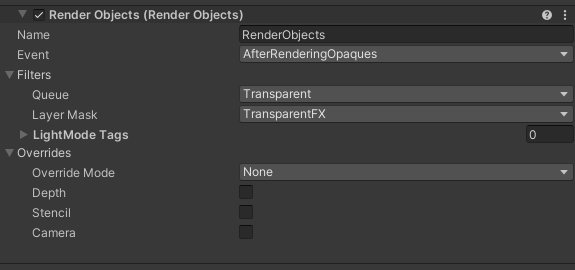 Render Objects (Render Objects)
Name RenderObjects
Event AfterRenderingOpaques
Filters
Queue Transparent
Layer Mask TransparentFX
LightMode Tags 0
Overrides
Override Mode None
Depth
Stencil
Camera